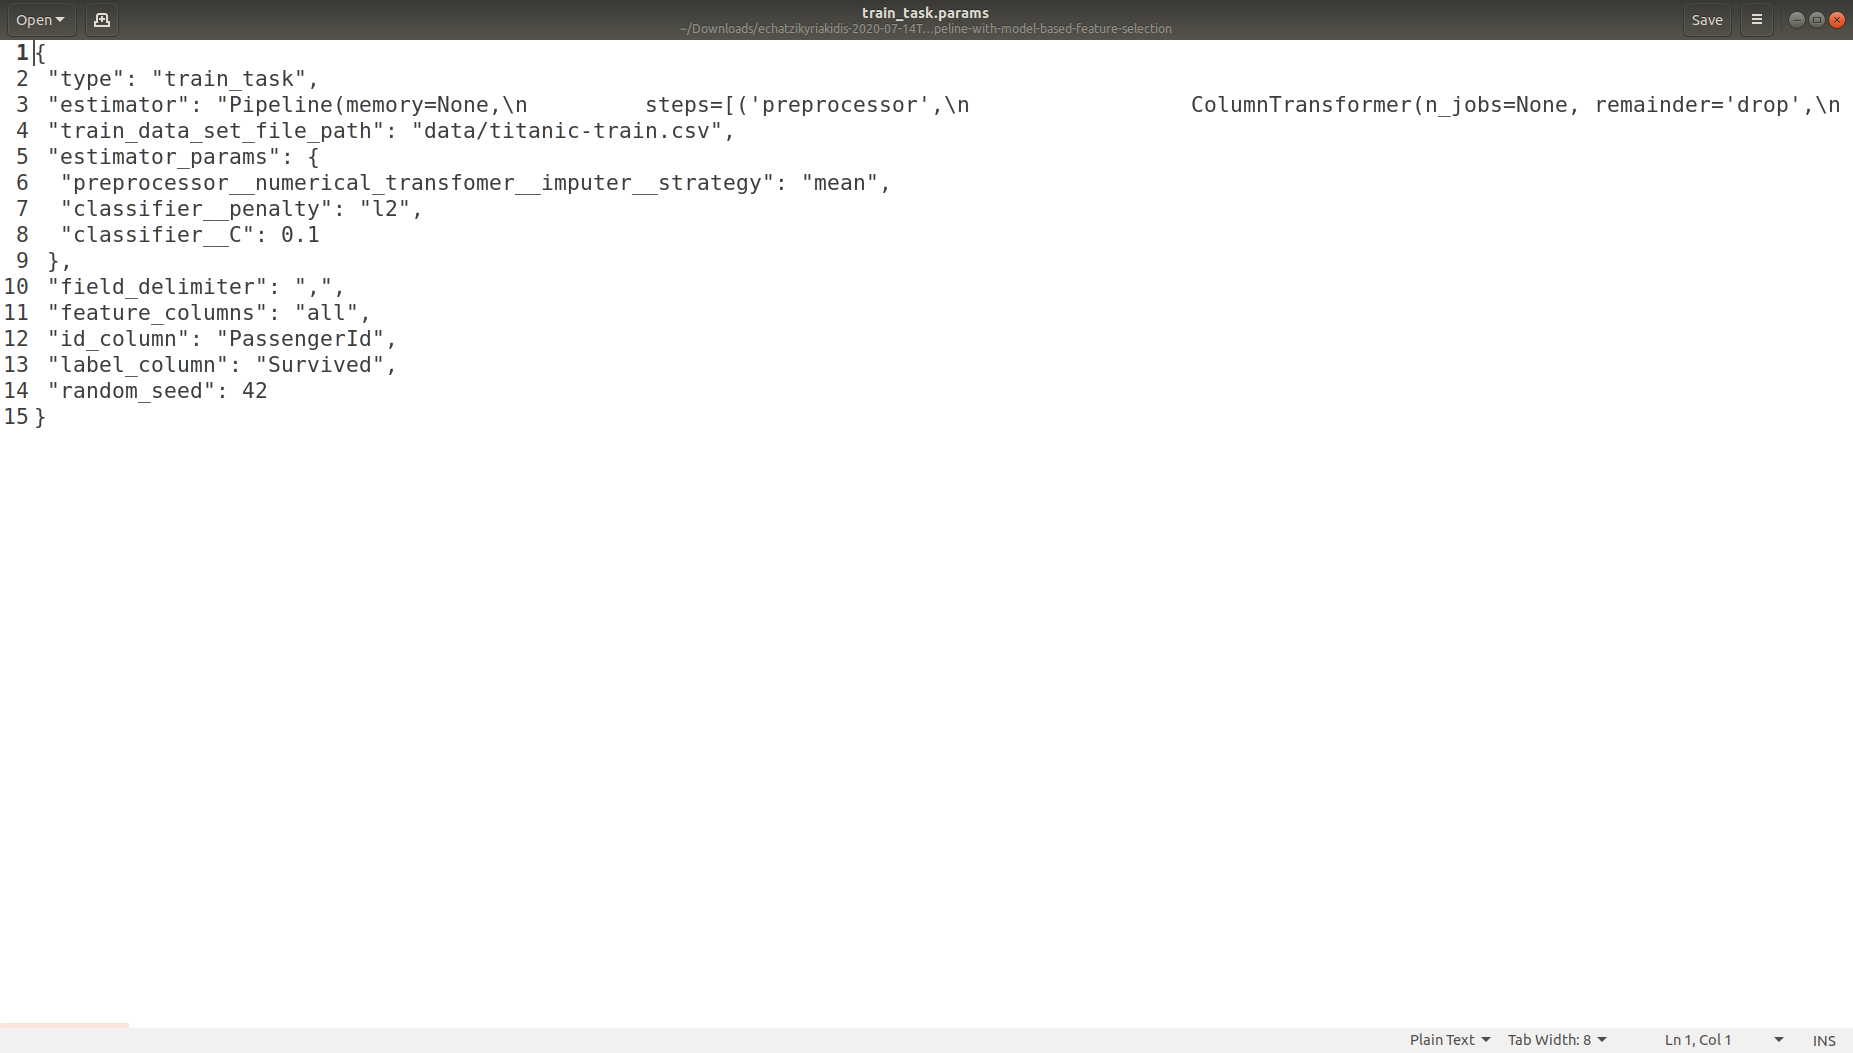 Open
train_task.params
~/Downloads/echatzikyriakidis-2020-07-14T...peline-with-model-based-feature-selection
Save
1 {
2  "type": "train_task",
3  "estimator": "Pipeline(memory=None,\n         steps=[('preprocessor',\n                 ColumnTransformer(n_jobs=None, remainder='drop',\n
4  "train_data_set_file_path": "data/titanic-train.csv",
5  "estimator_params": {
6   "preprocessor__numerical_transfomer__imputer__strategy": "mean",
7   "classifier__penalty": "l2",
8   "classifier__C": 0.1
9  },
10  "field_delimiter": ",",
11  "feature_columns": "all",
12  "id_column": "PassengerId",
13  "label_column": "Survived",
14  "random_seed": 42
15 }
Plain Text Tab Width: 8 Ln 1, Col 1 INS